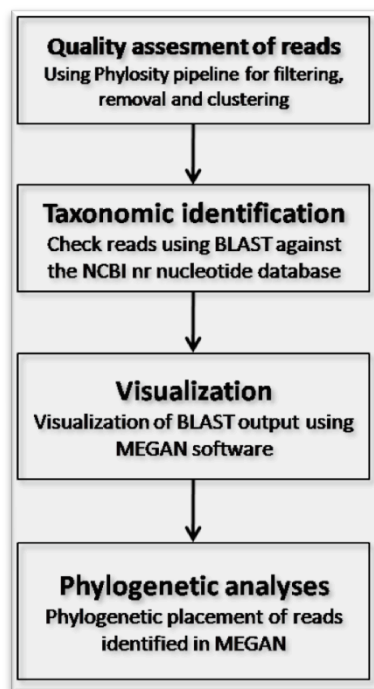 Quality assesment of reads
Using Phylosity pipeline for filtering,
removal and clustering
Taxonomic identification
Check reads using BLAST against
the NCBI nr nucleotide database
Visualization
Visualization of BLAST output using
MEGAN software
Phylogenetic analyses
Phylogenetic placement of reads
identified in MEGAN